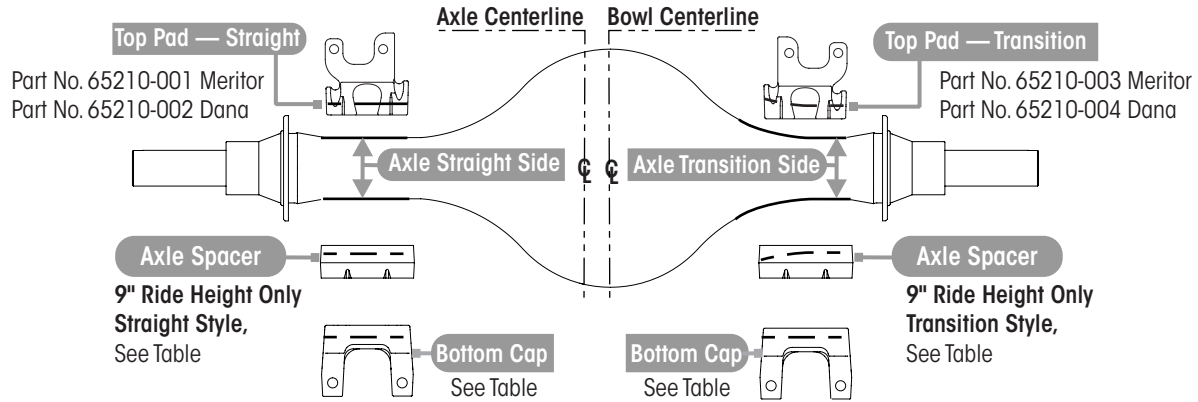 Axle Centerline
Bowl Centerline
Top Pad — Straight
Part No. 65210-001 Meritor
Part No. 65210-002 Dana
Top Pad — Transition
Part No. 65210-003 Meritor
Part No. 65210-004 Dana
Axle Straight Side
℄ ℄
Axle Transition Side
Axle Spacer
9" Ride Height Only
Straight Style,
See Table
Axle Spacer
9" Ride Height Only
Transition Style,
See Table
Bottom Cap
See Table
Bottom Cap
See Table